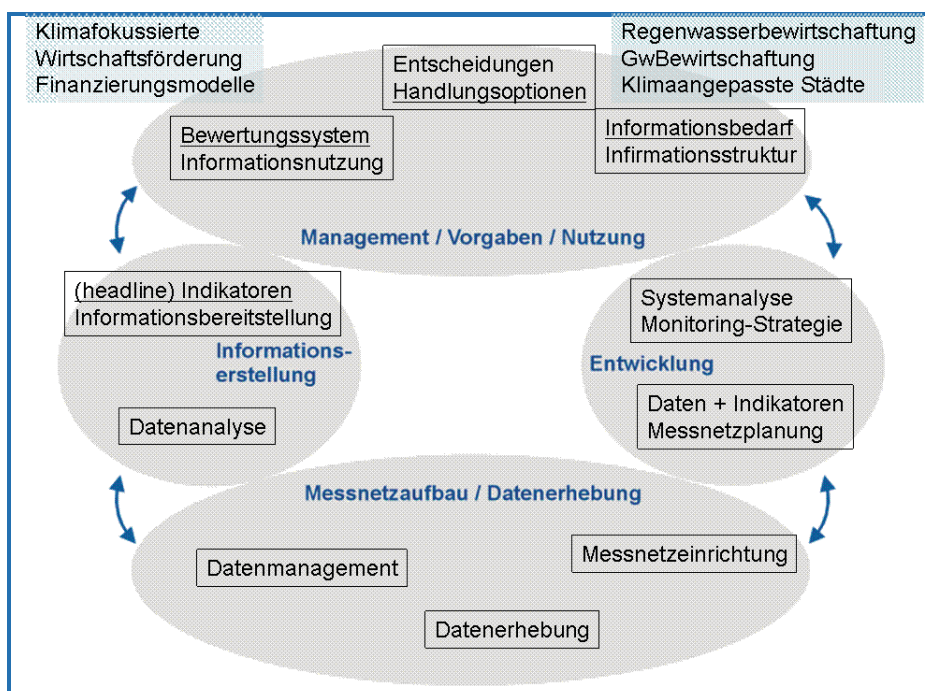 Klimafokussierte
Wirtschaftsförderung
Finanzierungsmodelle
Regenwasserbewirtschaftung
GwBewirtschaftung
Klimaangepasste Städte
Entscheidungen
Handlungsoptionen
Bewertungssystem
Informationsnutzung
Informationsbedarf
Infirmationsstruktur
Management / Vorgaben / Nutzung
(headline) Indikatoren
Informationsbereitstellung
Informations-
erstellung
Datenanalyse
Systemanalyse
Monitoring-Strategie
Entwicklung
Daten + Indikatoren
Messnetzplanung
Messnetzaufbau / Datenerhebung
Datenmanagement
Messnetzeinrichtung
Datenerhebung